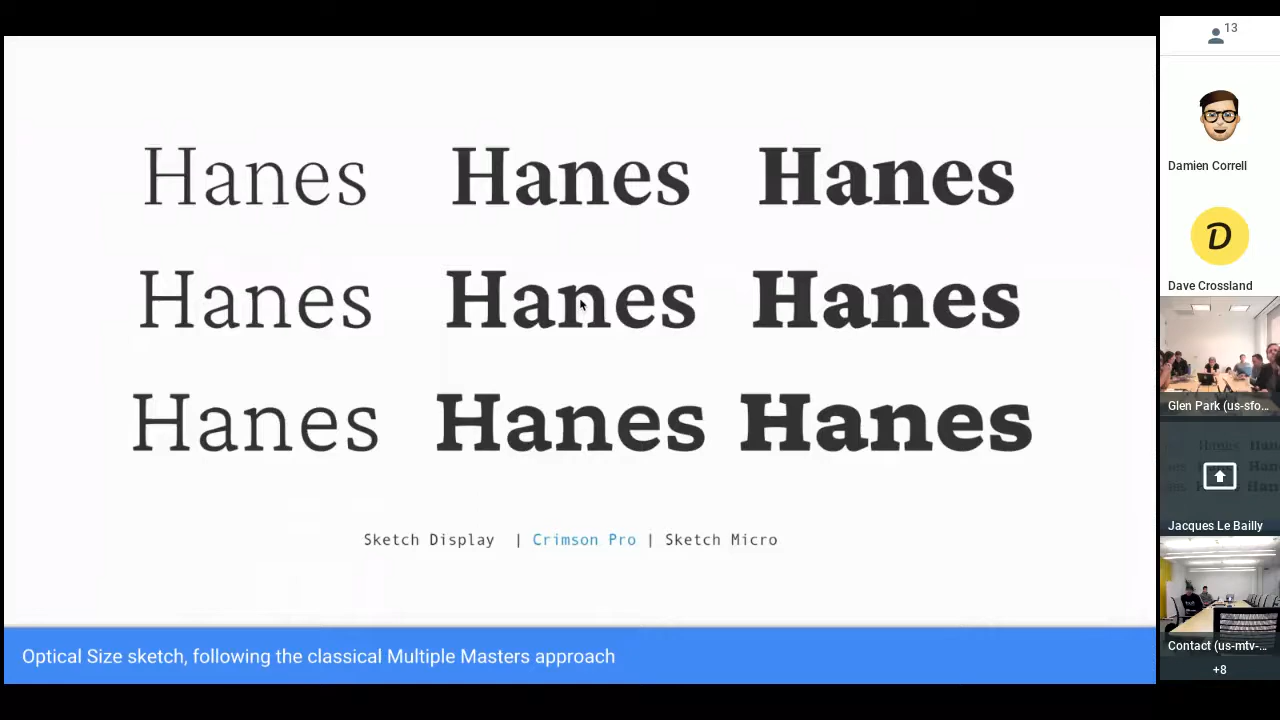 Hanes Hanes Hanes
Hanes Hanes Hanes
Hanes Hanes Hanes
Sketch Display | Crimson Pro | Sketch Micro
Optical Size sketch, following the classical Multiple Masters approach
13
Damien Correll
D
Dave Crossland
Glen Park (us-sfo...
Jacques Le Bailly
Contact (us-mtv-...
+8